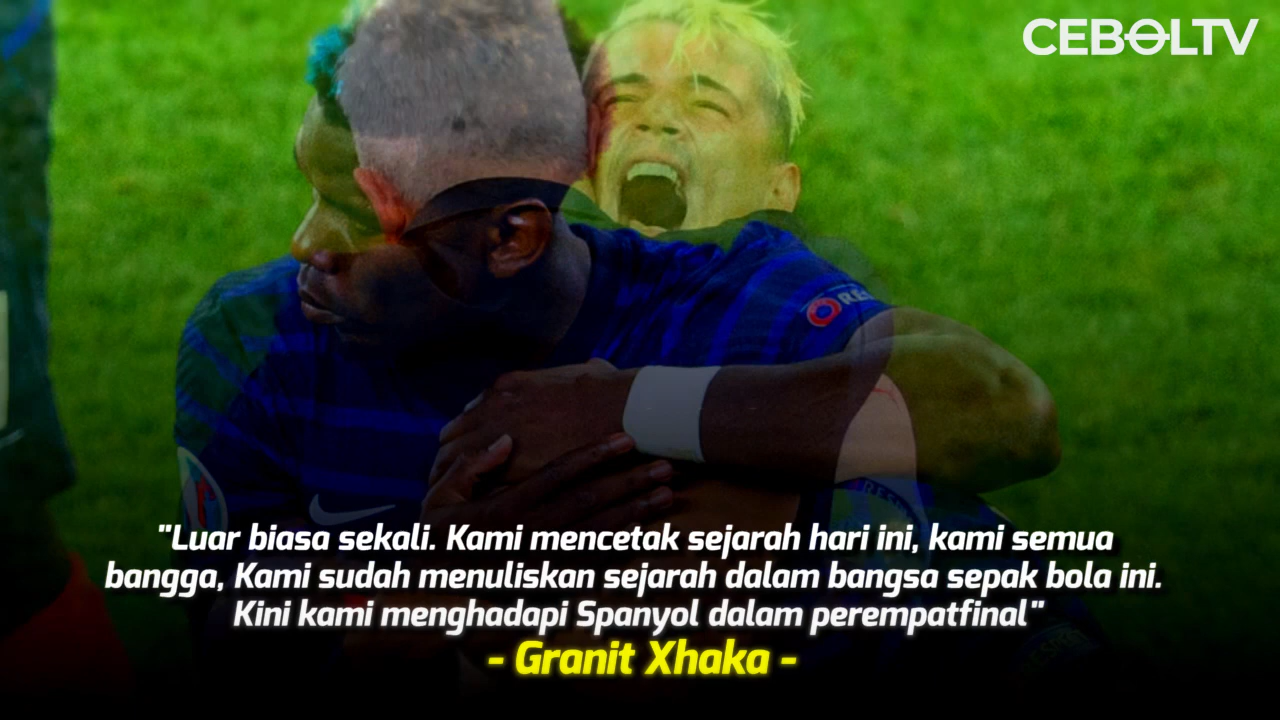 CEBOLTV
"Luar biasa sekali. Kami mencetak sejarah hari ini, kami semua
bangga, Kami sudah menuliskan sejarah dalam bangsa sepak bola ini.
Kini kami menghadapi Spanyol dalam perempatfinal"
- Granit Xhaka -